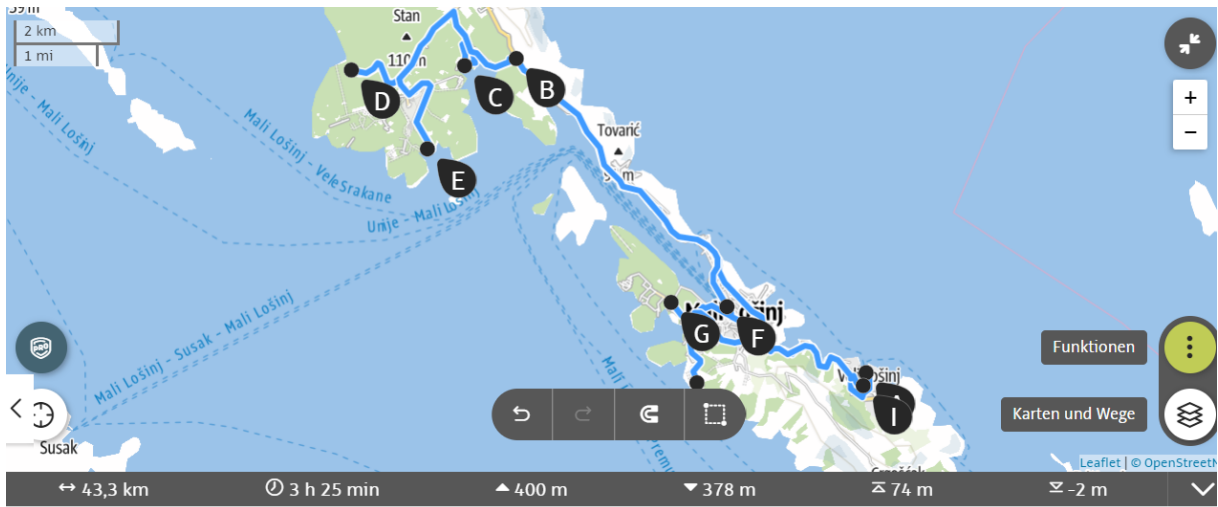 2 km
1 mi
Stan
110 m
D
C
B
E
Tovarić
m
Unije - Mali Lošinj
Mali Lošinj - Vele Srakane
Unije - Mali Lošinj
Mali Lošinj - Susak - Mali Lošinj
G
F
I
Susak
Funktionen
Karten und Wege
PRO
+
−
Leaflet | © OpenStreetM
↔ 43,3 km
3 h 25 min
400 m
378 m
74 m
-2 m